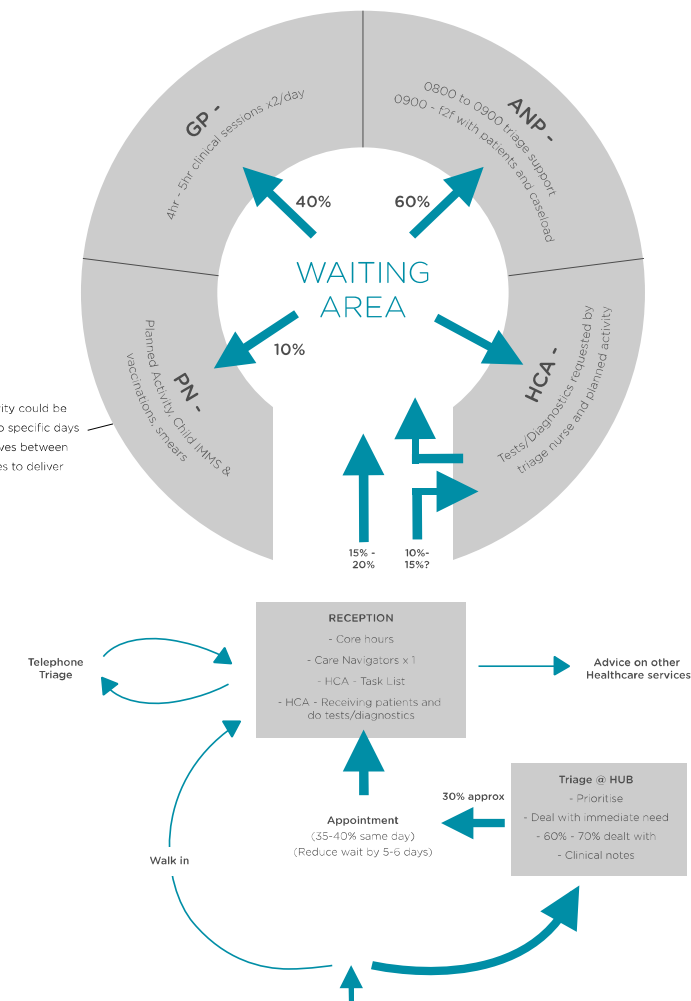 GP -
4hr - 5hr clinical sessions x2/day
ANP -
0800 to 0900 triage support
0900 - f2f with patients and caseload
40%
60%
WAITING
AREA
10%
PN -
Planned Activity, Child IMMS &
vaccinations, smears
HCA -
Tests/Diagnostics requested by
triage nurse and planned activity
could be
specific days
between
to deliver
15% -
20%
10%-
15%?
RECEPTION
- Core hours
- Care Navigators x 1
- HCA - Task List
- HCA - Receiving patients and
do tests/diagnostics
Telephone
Triage
Advice on other
Healthcare services
Triage @ HUB
- Prioritise
- Deal with immediate need
- 60% - 70% dealt with
- Clinical notes
30% approx
Appointment
(35-40% same day)
(Reduce wait by 5-6 days)
Walk in